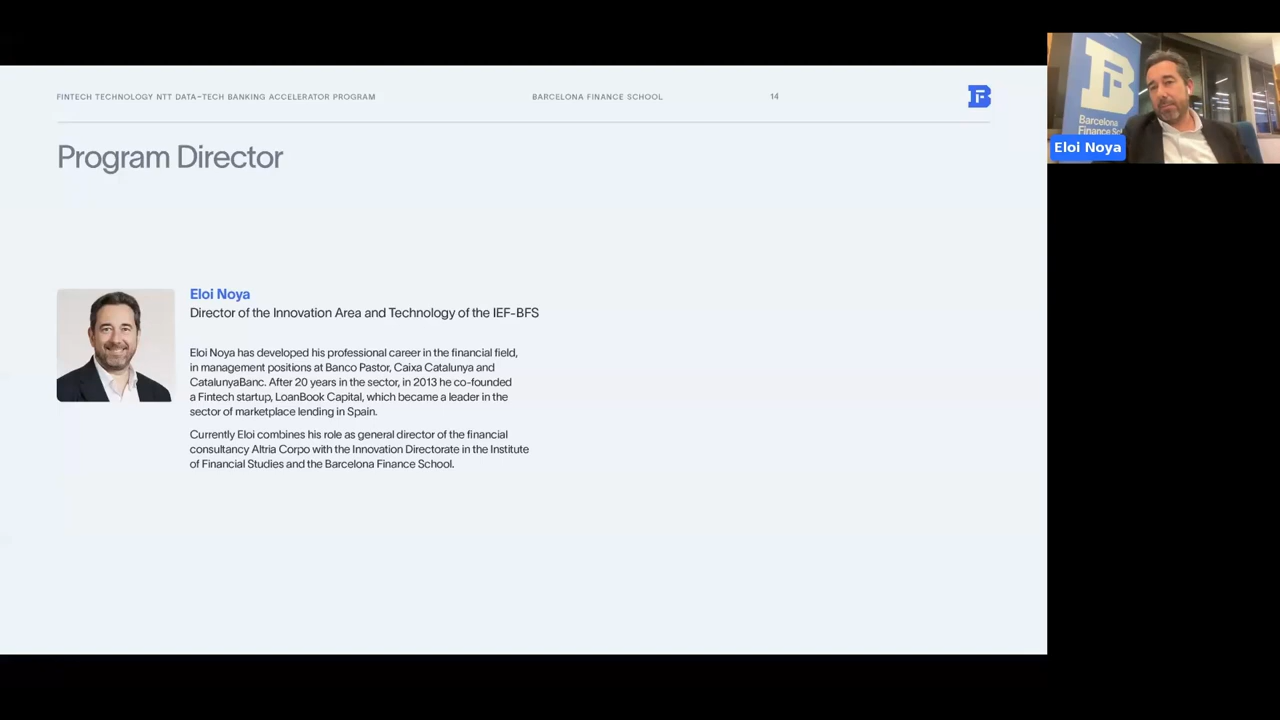 FINTECH TECHNOLOGY NTT DATA-TECH BANKING ACCELERATOR PROGRAM
BARCELONA FINANCE SCHOOL
14
Program Director
Eloi Noya
Director of the Innovation Area and Technology of the IEF-BFS
Eloi Noya has developed his professional career in the financial field,
in management positions at Banco Pastor, Caixa Catalunya and
CatalunyaBanc. After 20 years in the sector, in 2013 he co-founded
a Fintech startup, LoanBook Capital, which became a leader in the
sector of marketplace lending in Spain.
Currently Eloi combines his role as general director of the financial
consultancy Altria Corpo with the Innovation Directorate in the Institute
of Financial Studies and the Barcelona Finance School.
Barcelona
Finance Sc
Eloi Noya